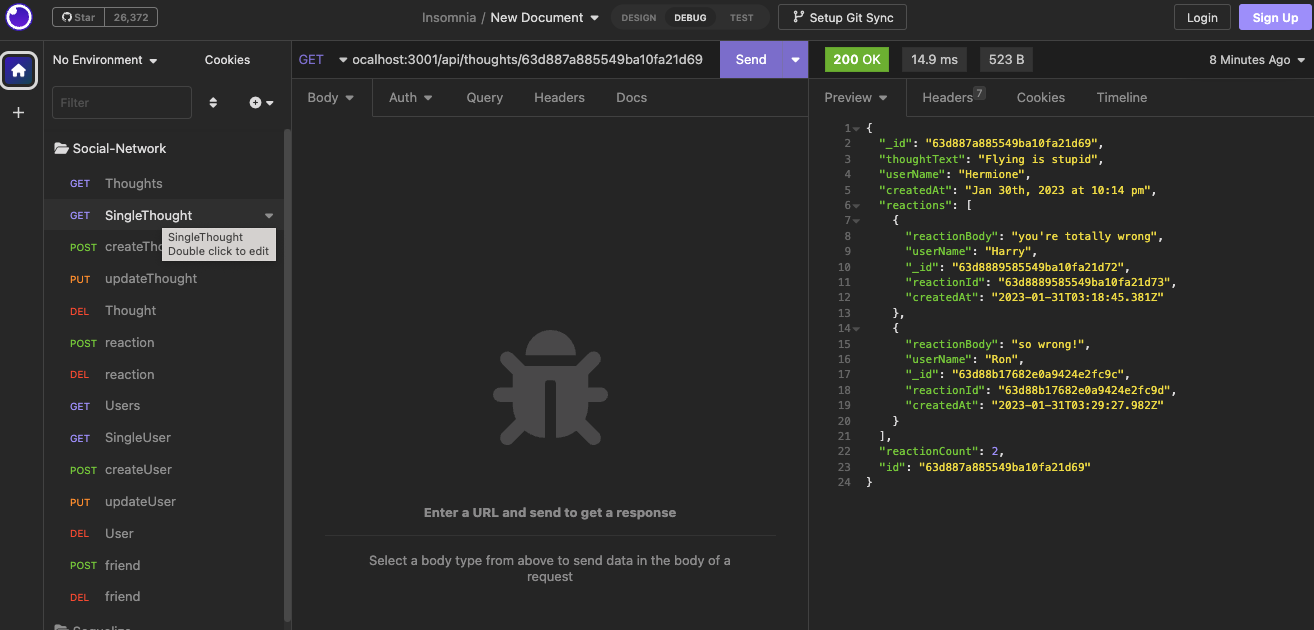 Star 26,372
Insomnia / New Document
DESIGN DEBUG TEST
Setup Git Sync
Login
Sign Up
No Environment
Cookies
Filter
Social-Network
GET Thoughts
GET SingleThought
POST createTho
SingleThought
Double click to edit
PUT updateThought
DEL Thought
POST reaction
DEL reaction
GET Users
GET SingleUser
POST createUser
PUT updateUser
DEL User
POST friend
DEL friend
GET ocalhost:3001/api/thoughts/63d887a885549ba10fa21d69 Send
Body Auth Query Headers Docs
Enter a URL and send to get a response
Select a body type from above to send data in the body of a
request
200 OK 14.9 ms 523 B 8 Minutes Ago
Preview Headers 7 Cookies Timeline
1 {
2 "_id": "63d887a885549ba10fa21d69",
3 "thoughtText": "Flying is stupid",
4 "userName": "Hermione",
5 "createdAt": "Jan 30th, 2023 at 10:14 pm",
6 "reactions": [
7 {
8 "reactionBody": "you're totally wrong",
9 "userName": "Harry",
10 "_id": "63d8889585549ba10fa21d72",
11 "reactionId": "63d8889585549ba10fa21d73",
12 "createdAt": "2023-01-31T03:18:45.381Z"
13 },
14 {
15 "reactionBody": "so wrong!",
16 "userName": "Ron",
17 "_id": "63d88b17682e0a9424e2fc9c",
18 "reactionId": "63d88b17682e0a9424e2fc9d",
19 "createdAt": "2023-01-31T03:29:27.982Z"
20 }
21 ],
22 "reactionCount": 2,
23 "id": "63d887a885549ba10fa21d69"
24 }